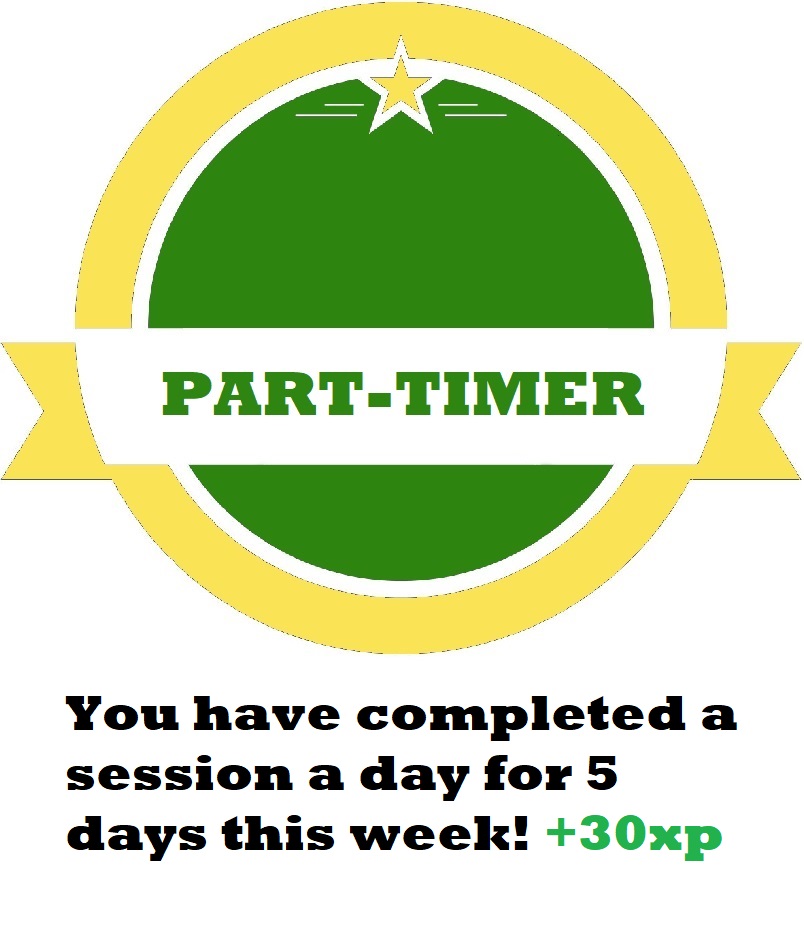 PART-TIMER
You have completed a
session a day for 5
days this week! +30xp